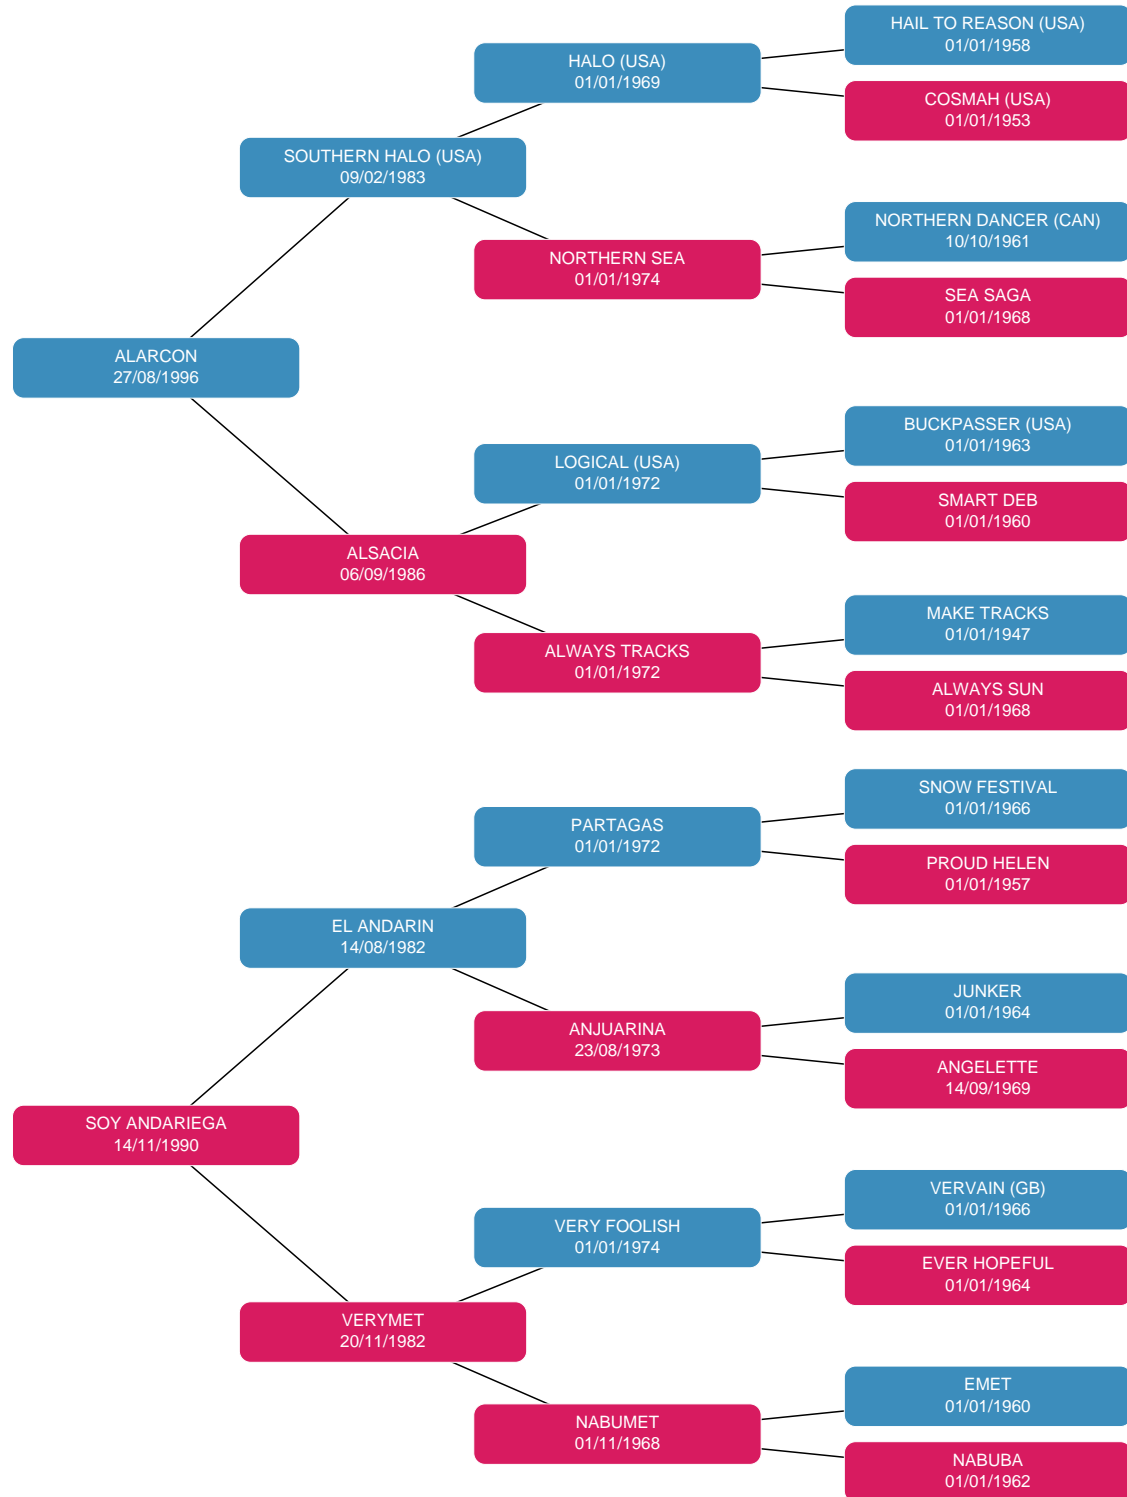 HAIL TO REASON (USA)
01/01/1958
HALO (USA)
01/01/1969
COSMAH (USA)
01/01/1953
SOUTHERN HALO (USA)
09/02/1983
NORTHERN DANCER (CAN)
10/10/1961
NORTHERN SEA
01/01/1974
SEA SAGA
01/01/1968
ALARCON
27/08/1996
BUCKPASSER (USA)
01/01/1963
LOGICAL (USA)
01/01/1972
SMART DEB
01/01/1960
ALSACIA
06/09/1986
MAKE TRACKS
01/01/1947
ALWAYS TRACKS
01/01/1972
ALWAYS SUN
01/01/1968
SNOW FESTIVAL
01/01/1966
PARTAGAS
01/01/1972
PROUD HELEN
01/01/1957
EL ANDARIN
14/08/1982
JUNKER
01/01/1964
ANJUARINA
23/08/1973
ANGELETTE
14/09/1969
SOY ANDARIEGA
14/11/1990
VERVAIN (GB)
01/01/1966
VERY FOOLISH
01/01/1974
EVER HOPEFUL
01/01/1964
VERYMET
20/11/1982
EMET
01/01/1960
NABUMET
01/11/1968
NABUBA
01/01/1962